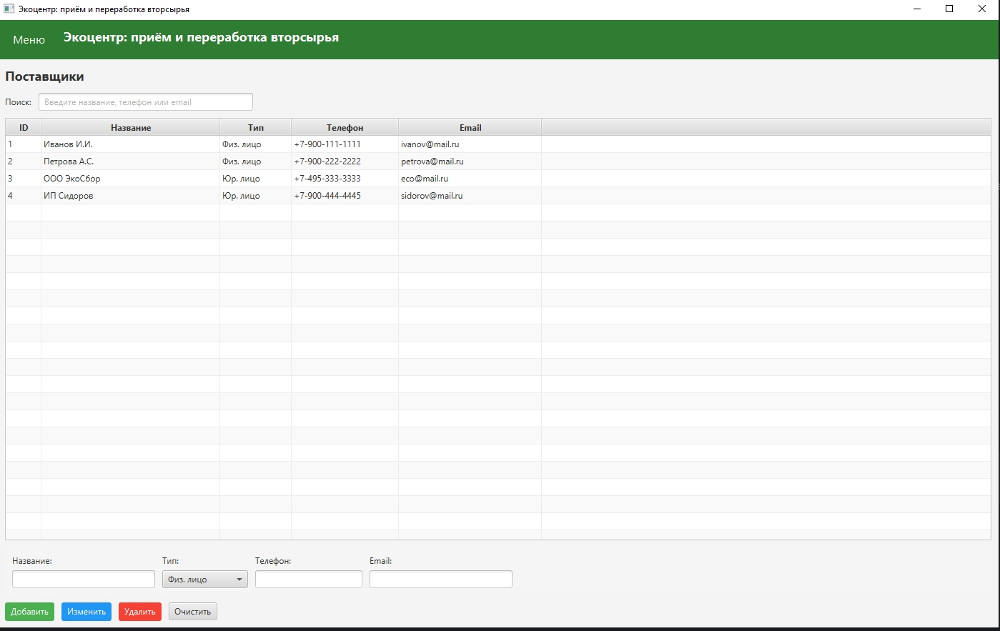 Экоцентр: приём и переработка вторсырья
Меню Экоцентр: приём и переработка вторсырья
Поставщики
Поиск: Введите название, телефон или email
ID Название Тип Телефон Email
1 Иванов И.И. Физ. лицо +7-900-111-1111 ivanov@mail.ru
2 Петрова А.С. Физ. лицо +7-900-222-2222 petrova@mail.ru
3 ООО ЭкоСбор Юр. лицо +7-495-333-3333 eco@mail.ru
4 ИП Сидоров Юр. лицо +7-900-444-4445 sidorov@mail.ru
Название: Тип: Телефон: Email:
Физ. лицо
Добавить Изменить Удалить Очистить